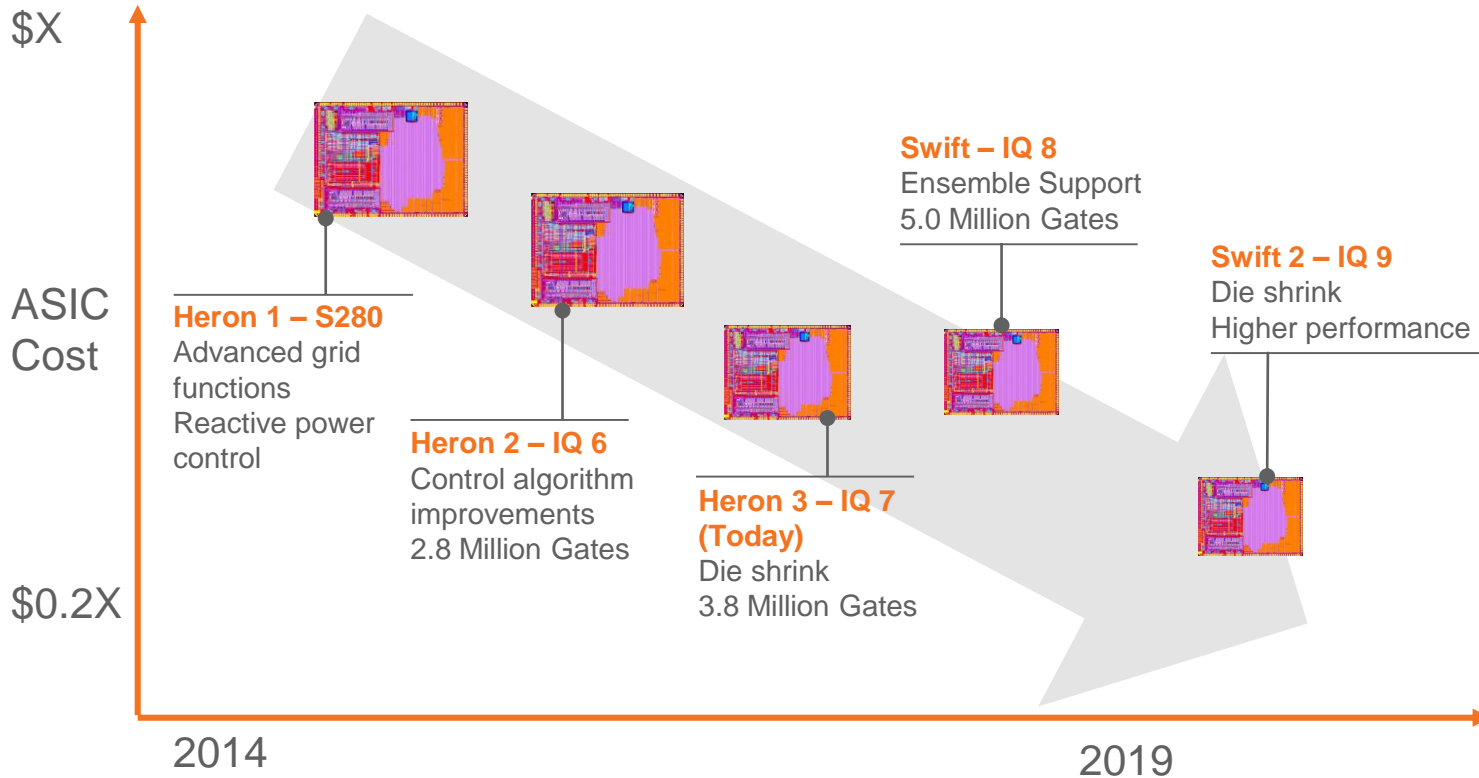 $X
ASIC
Cost
$0.2X
Heron 1 – S280
Advanced grid
functions
Reactive power
control
Heron 2 – IQ 6
Control algorithm
improvements
2.8 Million Gates
Heron 3 – IQ 7
(Today)
Die shrink
3.8 Million Gates
Swift – IQ 8
Ensemble Support
5.0 Million Gates
Swift 2 – IQ 9
Die shrink
Higher performance
2014
2019